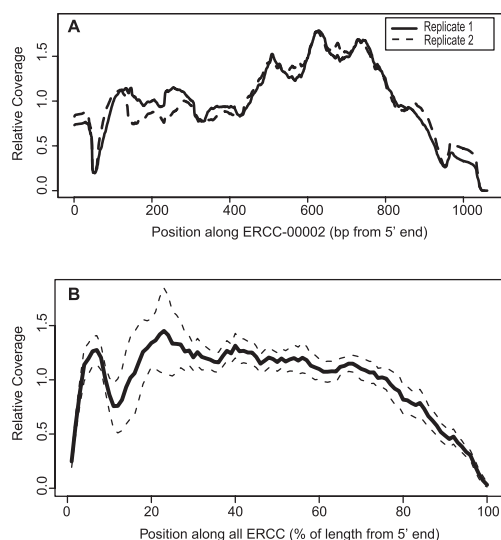 A
Replicate 1
Replicate 2
Relative Coverage
1.5
1.0
0.5
0.0
0 200 400 600 800 1000
Position along ERCC-00002 (bp from 5' end)
B
Relative Coverage
1.5
1.0
0.5
0.0
0 20 40 60 80 100
Position along all ERCC (% of length from 5' end)